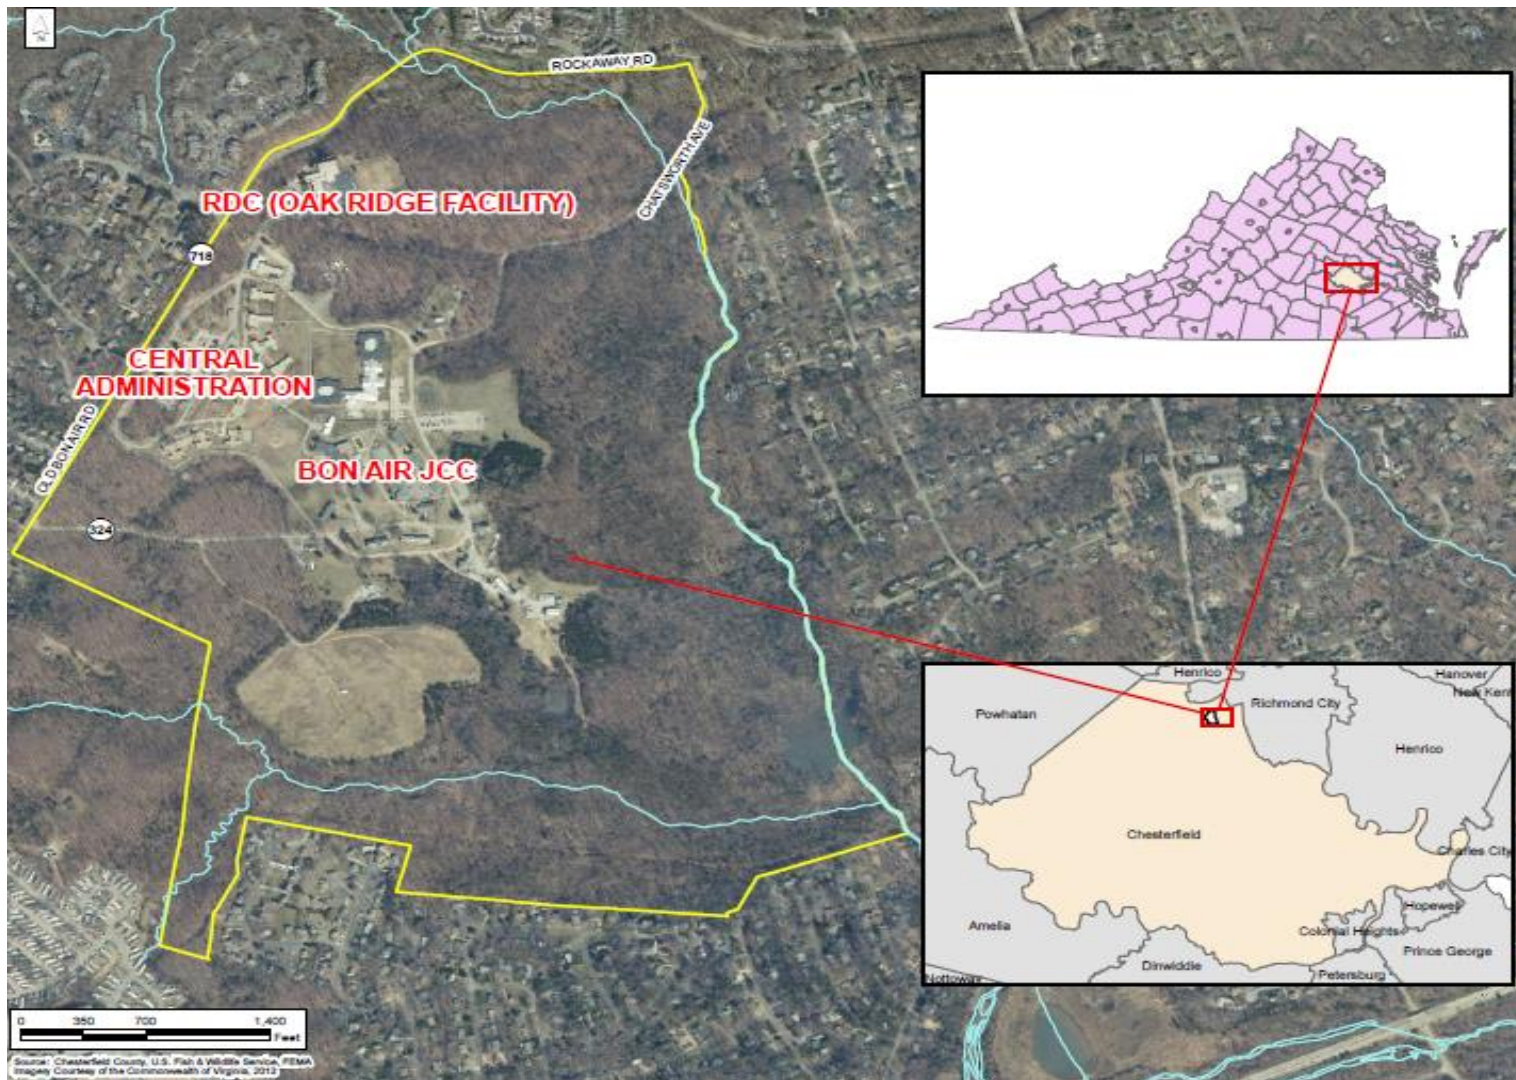 N
ROCKAWAY RD
CHATSWORTH AVE
RDC (OAK RIDGE FACILITY)
718
CENTRAL
ADMINISTRATION
OLD BON AIR RD
BON AIR JCC
324
Henrico
Hanover
New Kent
Powhatan
Richmond City
Henrico
Chesterfield
Charles City
Hopewell
Amelia
Colonial Heights
Prince George
Dinwiddie
Petersburg
Nottoway
0 350 700 1,400
Feet
Source: Chesterfield County, U.S. Fish & Wildlife Service, FEMA
Imagery Courtesy of the Commonwealth of Virginia, 2013